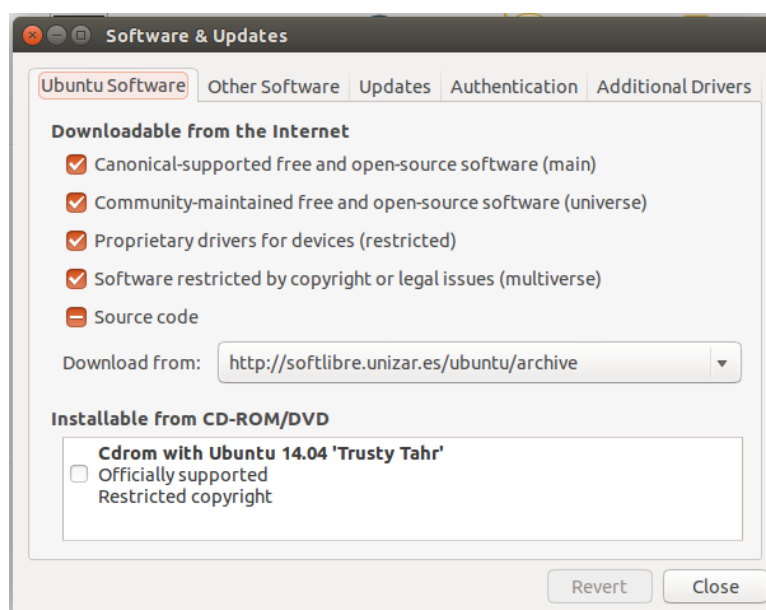 Software & Updates
Ubuntu Software Other Software Updates Authentication Additional Drivers
Downloadable from the Internet
Canonical-supported free and open-source software (main)
Community-maintained free and open-source software (universe)
Proprietary drivers for devices (restricted)
Software restricted by copyright or legal issues (multiverse)
Source code
Download from: http://softlibre.unizar.es/ubuntu/archive
Installable from CD-ROM/DVD
Cdrom with Ubuntu 14.04 'Trusty Tahr'
Officially supported
Restricted copyright
Revert Close